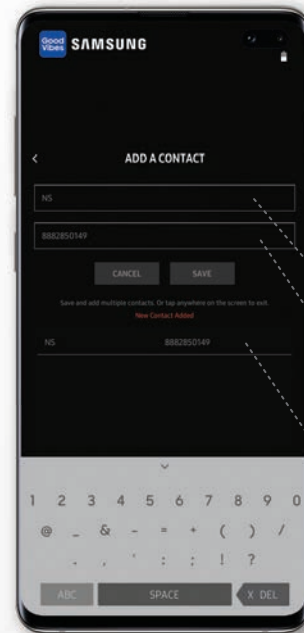 Good
Vibes
SAMSUNG
< ADD A CONTACT
NS
8882850149
CANCEL SAVE
Save and add multiple contacts. Or tap anywhere on the screen to exit.
New Contact Added
NS 8882850149
1 2 3 4 5 6 7 8 9 0
@ _ & - = + ( ) /
. , ' : ; ! ?
ABC SPACE X DEL